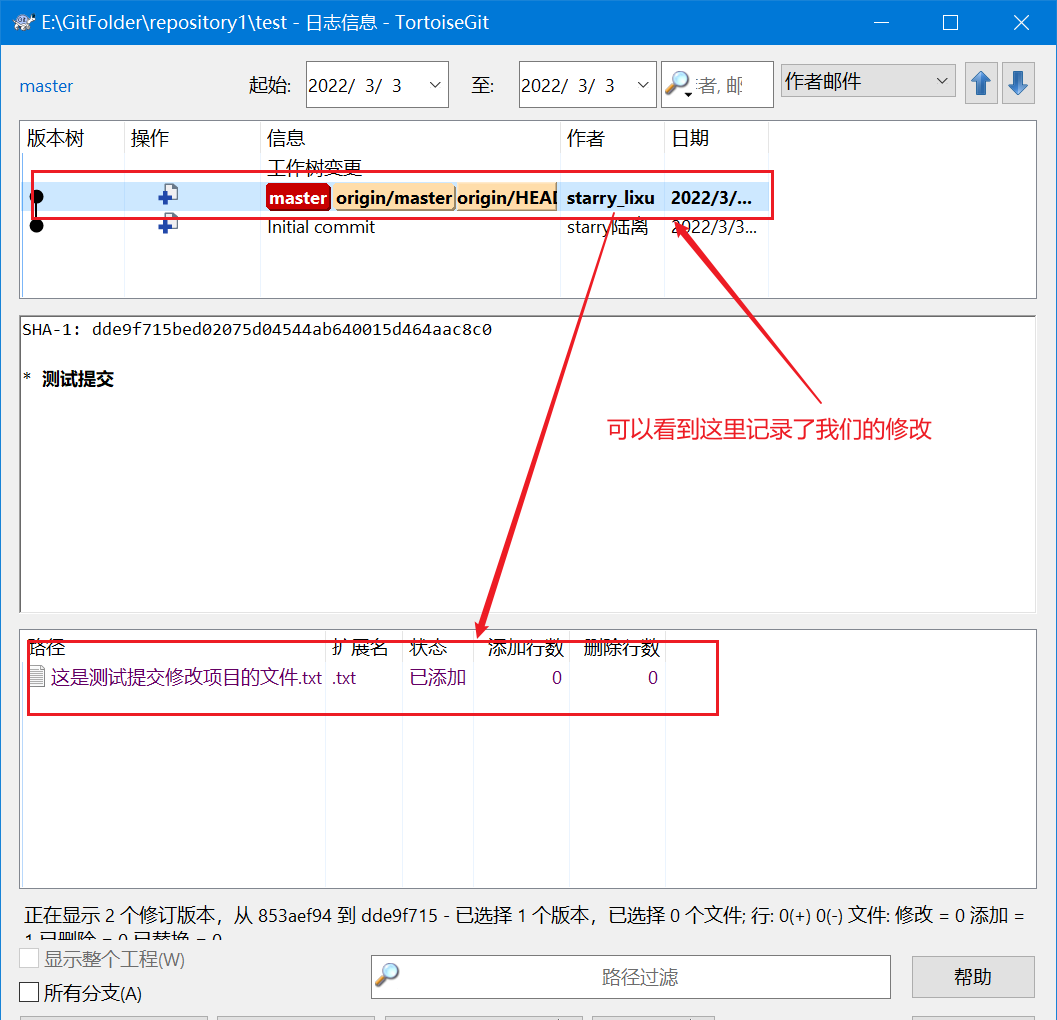 E:\GitFolder\repository1\test - 日志信息 - TortoiseGit
master 起始: 2022/ 3/ 3 至: 2022/ 3/ 3 者, 邮 作者邮件
版本树 操作 信息 作者 日期
工作树变更
master origin/master origin/HEAI starry_lixu 2022/3/...
Initial commit starry陆离 2022/3/3...
SHA-1: dde9f715bed02075d04544ab640015d464aac8c0
* 测试提交
可以看到这里记录了我们的修改
路径 扩展名 状态 添加行数 删除行数
这是测试提交修改项目的文件.txt .txt 已添加 0 0
正在显示 2 个修订版本，从 853aef94 到 dde9f715 - 已选择 1 个版本，已选择 0 个文件; 行: 0(+) 0(-) 文件: 修改 = 0 添加 =
1 已删除 = 0 已替换 = 0
显示整个工程(W)
路径过滤 帮助
所有分支(A)